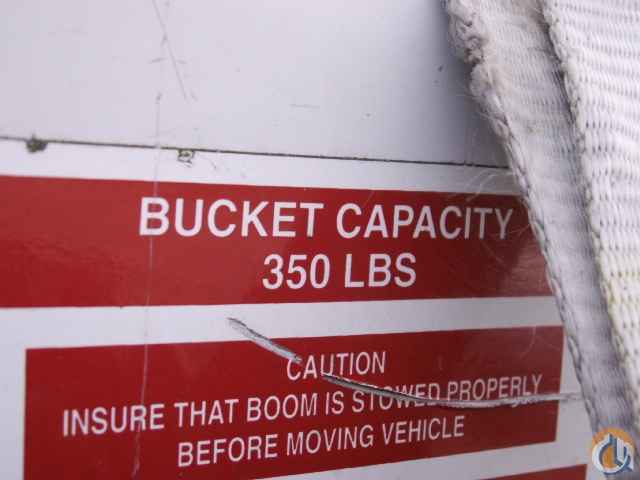 BUCKET CAPACITY
350 LBS
CAUTION
INSURE THAT BOOM IS STOWED PROPERLY
BEFORE MOVING VEHICLE